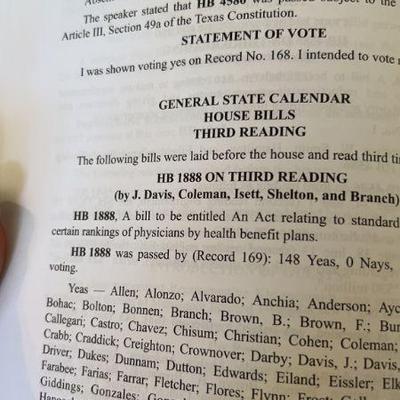 The speaker stated that HB 4586 was passed subject to the
Article III, Section 49a of the Texas Constitution.
STATEMENT OF VOTE
I was shown voting yes on Record No. 168. I intended to vote
GENERAL STATE CALENDAR
HOUSE BILLS
THIRD READING
The following bills were laid before the house and read third
HB 1888 ON THIRD READING
(by J. Davis, Coleman, Isett, Shelton, and Branch)
HB 1888, A bill to be entitled An Act relating to standard
certain rankings of physicians by health benefit plans.
HB 1888 was passed by (Record 169): 148 Yeas, 0 Nays,
voting.
Yeas — Allen; Alonzo; Alvarado; Anchia; Anderson; Ayc
Bohac; Bolton; Bonnen; Branch; Brown, B.; Brown, F.; Bur
Callegari; Castro; Chavez; Chisum; Christian; Cohen; Coleman;
Crabb; Craddick; Creighton; Crownover; Darby; Davis, J.; Davis,
Driver; Dukes; Dunnam; Dutton; Edwards; Eiland; Eissler; Elk
Farabee; Farias; Farrar; Fletcher; Flores; Flynn; Frost;
Giddings; Gonzales;